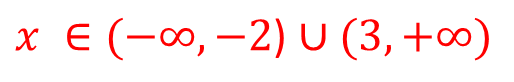 x ∈ (−∞, −2) ∪ (3, +∞)